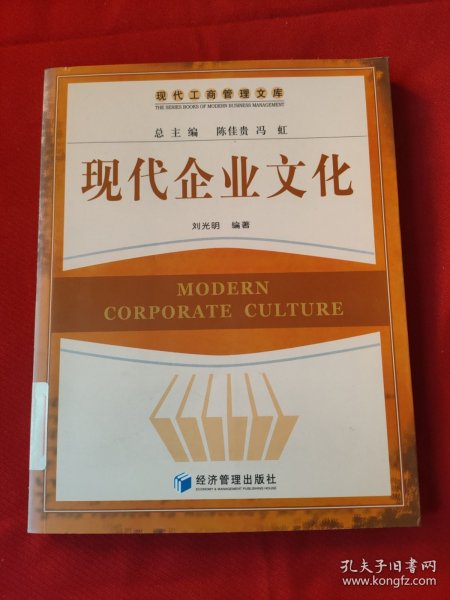 现代工商管理文库
THE SERIES BOOKS OF MODERN BUSINESS MANAGEMENT
总主编 陈佳贵 冯虹
现代企业文化
刘光明 编著
MODERN
CORPORATE CULTURE
经济管理出版社
ECONOMY & MANAGEMENT PUBLISHING HOUSE
孔夫子旧书网
www.kongfz.com